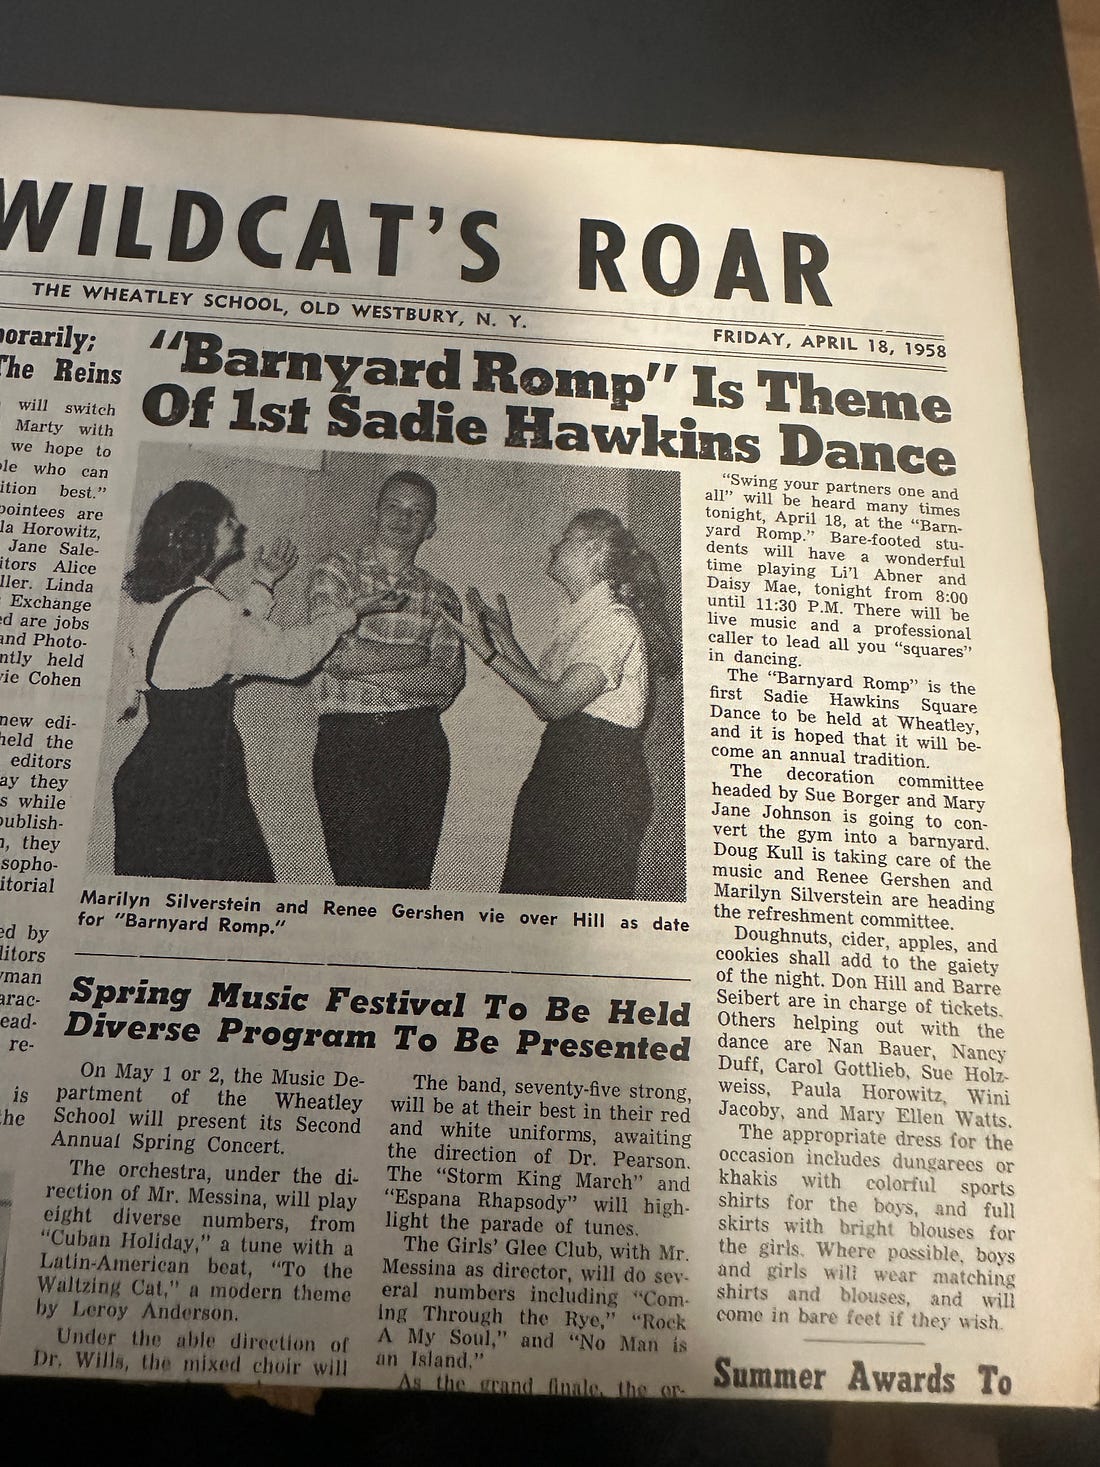 WILDCAT'S ROAR
THE WHEATLEY SCHOOL, OLD WESTBURY, N. Y.
FRIDAY, APRIL 18, 1958
orarily;
The Reins
will switch
Marty with
we hope to
le who can
ition best."
pointees are
la Horowitz,
Jane Sale-
itors Alice
ller. Linda
Exchange
ed are jobs
and Photo-
ntly held
vie Cohen
new edi-
held the
editors
ay they
s while
publish-
n, they
sopho-
itorial
ed by
litors
yman
arac-
ead-
re-
is
the
"Barnyard Romp" Is Theme
Of 1st Sadie Hawkins Dance
Marilyn Silverstein and Renee Gershen vie over Hill as date
for "Barnyard Romp."
"Swing your partners one and
all" will be heard many times
tonight, April 18, at the "Barn-
yard Romp." Bare-footed stu-
dents will have a wonderful
time playing Li'l Abner and
Daisy Mae, tonight from 8:00
until 11:30 P.M. There will be
live music and a professional
caller to lead all you "squares"
in dancing.
The "Barnyard Romp" is the
first Sadie Hawkins Square
Dance to be held at Wheatley,
and it is hoped that it will be-
come an annual tradition.
The decoration committee
headed by Sue Borger and Mary
Jane Johnson is going to con-
vert the gym into a barnyard.
Doug Kull is taking care of the
music and Renee Gershen and
Marilyn Silverstein are heading
the refreshment committee.
Doughnuts, cider, apples, and
cookies shall add to the gaiety
of the night. Don Hill and Barre
Seibert are in charge of tickets.
Others helping out with the
dance are Nan Bauer, Nancy
Duff, Carol Gottlieb, Sue Holz-
weiss, Paula Horowitz, Wini
Jacoby, and Mary Ellen Watts.
The appropriate dress for the
occasion includes dungarees or
khakis with colorful sports
shirts for the boys, and full
skirts with bright blouses for
the girls. Where possible, boys
and girls will wear matching
shirts and blouses, and will
come in bare feet if they wish.
Spring Music Festival To Be Held
Diverse Program To Be Presented
On May 1 or 2, the Music De-
partment of the Wheatley
School will present its Second
Annual Spring Concert.
The orchestra, under the di-
rection of Mr. Messina, will play
eight diverse numbers, from
"Cuban Holiday," a tune with a
Latin-American beat, "To the
Waltzing Cat," a modern theme
by Leroy Anderson.
Under the able direction of
Dr. Wills, the mixed choir will
The band, seventy-five strong,
will be at their best in their red
and white uniforms, awaiting
the direction of Dr. Pearson.
The "Storm King March" and
"Espana Rhapsody" will high-
light the parade of tunes.
The Girls' Glee Club, with Mr.
Messina as director, will do sev-
eral numbers including "Com-
ing Through the Rye," "Rock
A My Soul," and "No Man is
an Island."
As the grand finale, the or-
Summer Awards To